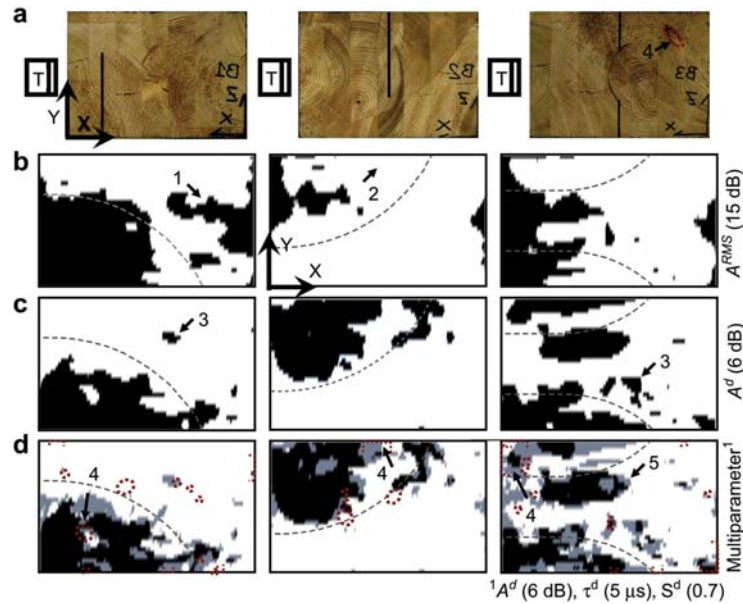 a
T
Y
X
B1
Z
T
B2
Z
X
T
4
B3
Z
X
b
1
2
Y
X
A^RMS (15 dB)
c
3
3
A^d (6 dB)
d
4
4
4
5
Multiparameter¹
¹A^d (6 dB), τ^d (5 μs), S^d (0.7)